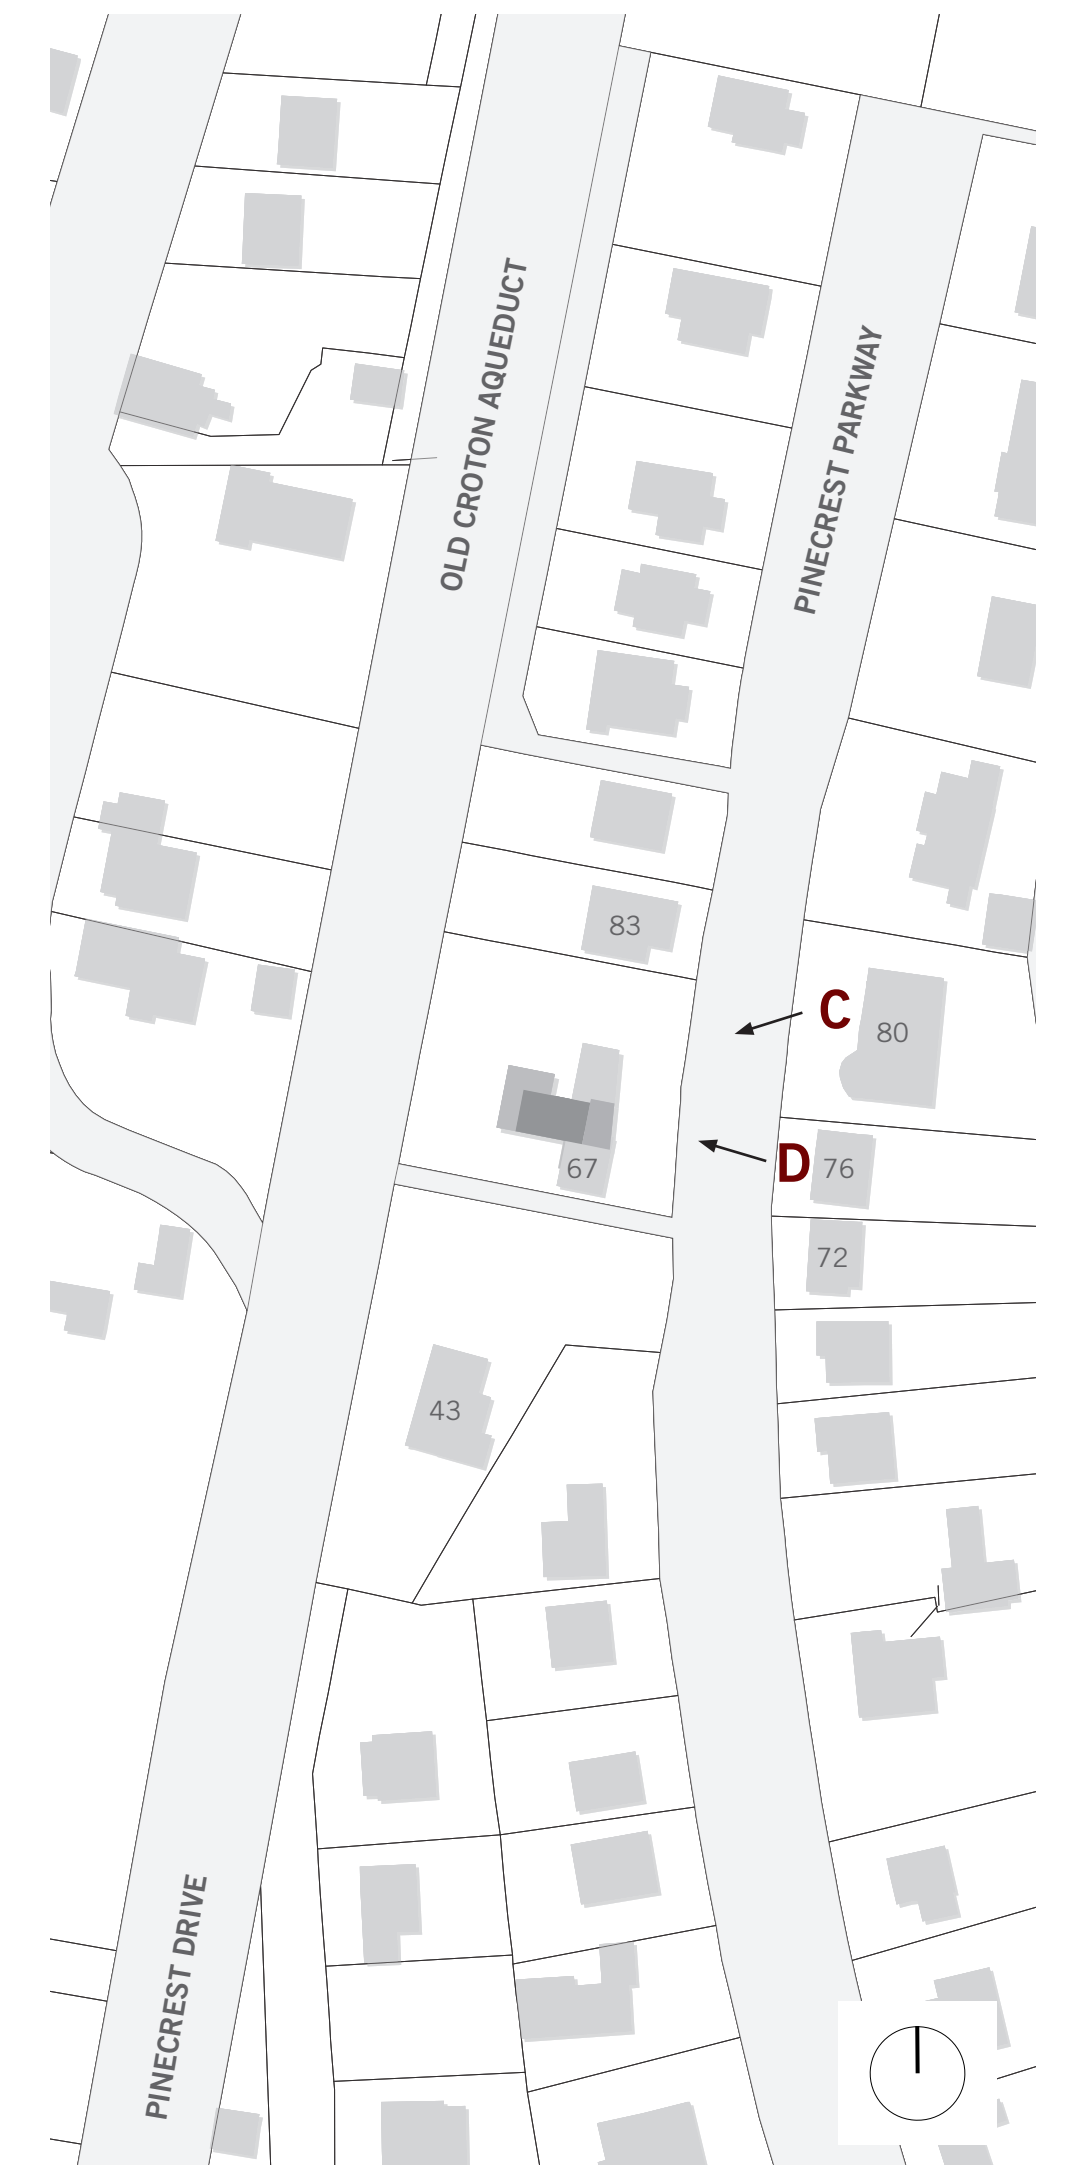 OLD CROTON AQUEDUCT
PINECREST PARKWAY
83
C
80
67
D
76
72
43
PINECREST DRIVE